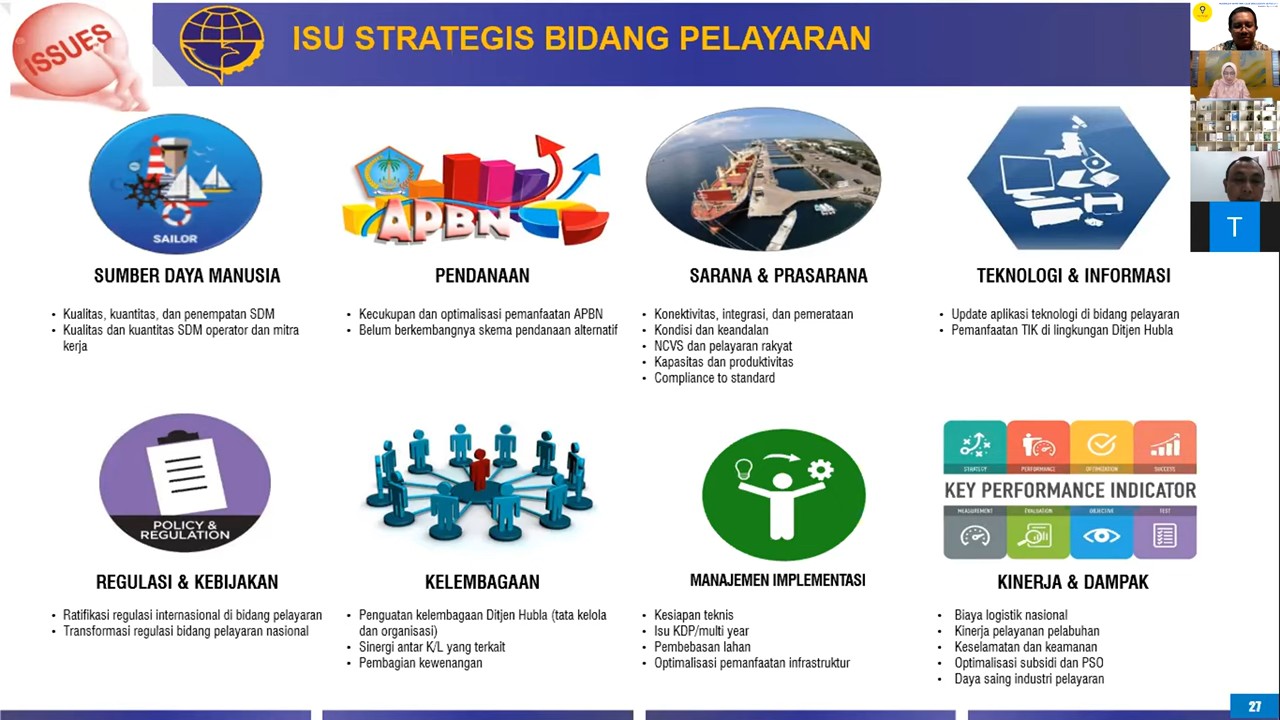 ISSUES
ISU STRATEGIS BIDANG PELAYARAN
SAILOR
APBN
SUMBER DAYA MANUSIA
PENDANAAN
SARANA & PRASARANA
TEKNOLOGI & INFORMASI
• Kualitas, kuantitas, dan penempatan SDM
• Kualitas dan kuantitas SDM operator dan mitra
kerja
• Kecukupan dan optimalisasi pemanfaatan APBN
• Belum berkembangnya skema pendanaan alternatif
• Konektivitas, integrasi, dan pemerataan
• Kondisi dan keandalan
• NCVS dan pelayaran rakyat
• Kapasitas dan produktivitas
• Compliance to standard
• Update aplikasi teknologi di bidang pelayaran
• Pemanfaatan TIK di lingkungan Ditjen Hubla
T
POLICY &
REGULATION
STRATEGY
PERFORMANCE
OPTIMIZATION
SUCCESS
KEY PERFORMANCE INDICATOR
MEASUREMENT
EVALUATION
OBJECTIVE
TEST
REGULASI & KEBIJAKAN
KELEMBAGAAN
MANAJEMEN IMPLEMENTASI
KINERJA & DAMPAK
• Ratifikasi regulasi internasional di bidang pelayaran
• Transformasi regulasi bidang pelayaran nasional
• Penguatan kelembagaan Ditjen Hubla (tata kelola
dan organisasi)
• Sinergi antar K/L yang terkait
• Pembagian kewenangan
• Kesiapan teknis
• Isu KDP/multi year
• Pembebasan lahan
• Optimalisasi pemanfaatan infrastruktur
• Biaya logistik nasional
• Kinerja pelayanan pelabuhan
• Keselamatan dan keamanan
• Optimalisasi subsidi dan PSO
• Daya saing industri pelayaran
27